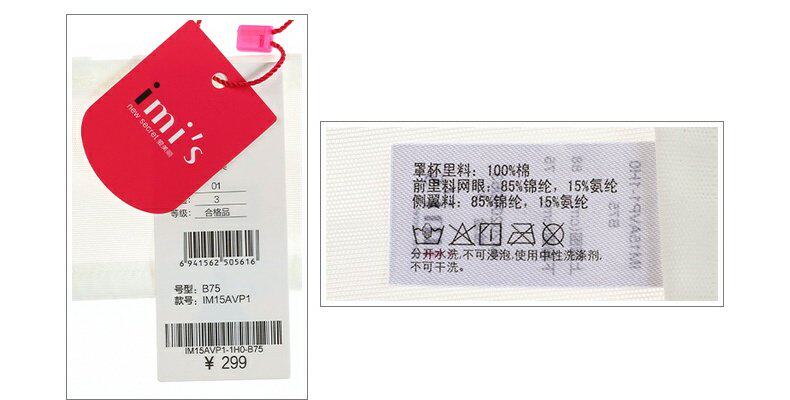 imi's
new secret 爱美丽
01
3
等级: 合格品
6 941562 505616
号型: B75
款号: IM15AVP1
IM15AVP1-1H0-B75
¥ 299
罩杯里料: 100%棉
前里料网眼: 85%锦纶, 15%氨纶
侧翼料: 85%锦纶, 15%氨纶
分开水洗,不可浸泡,使用中性洗涤剂,
不可干洗。